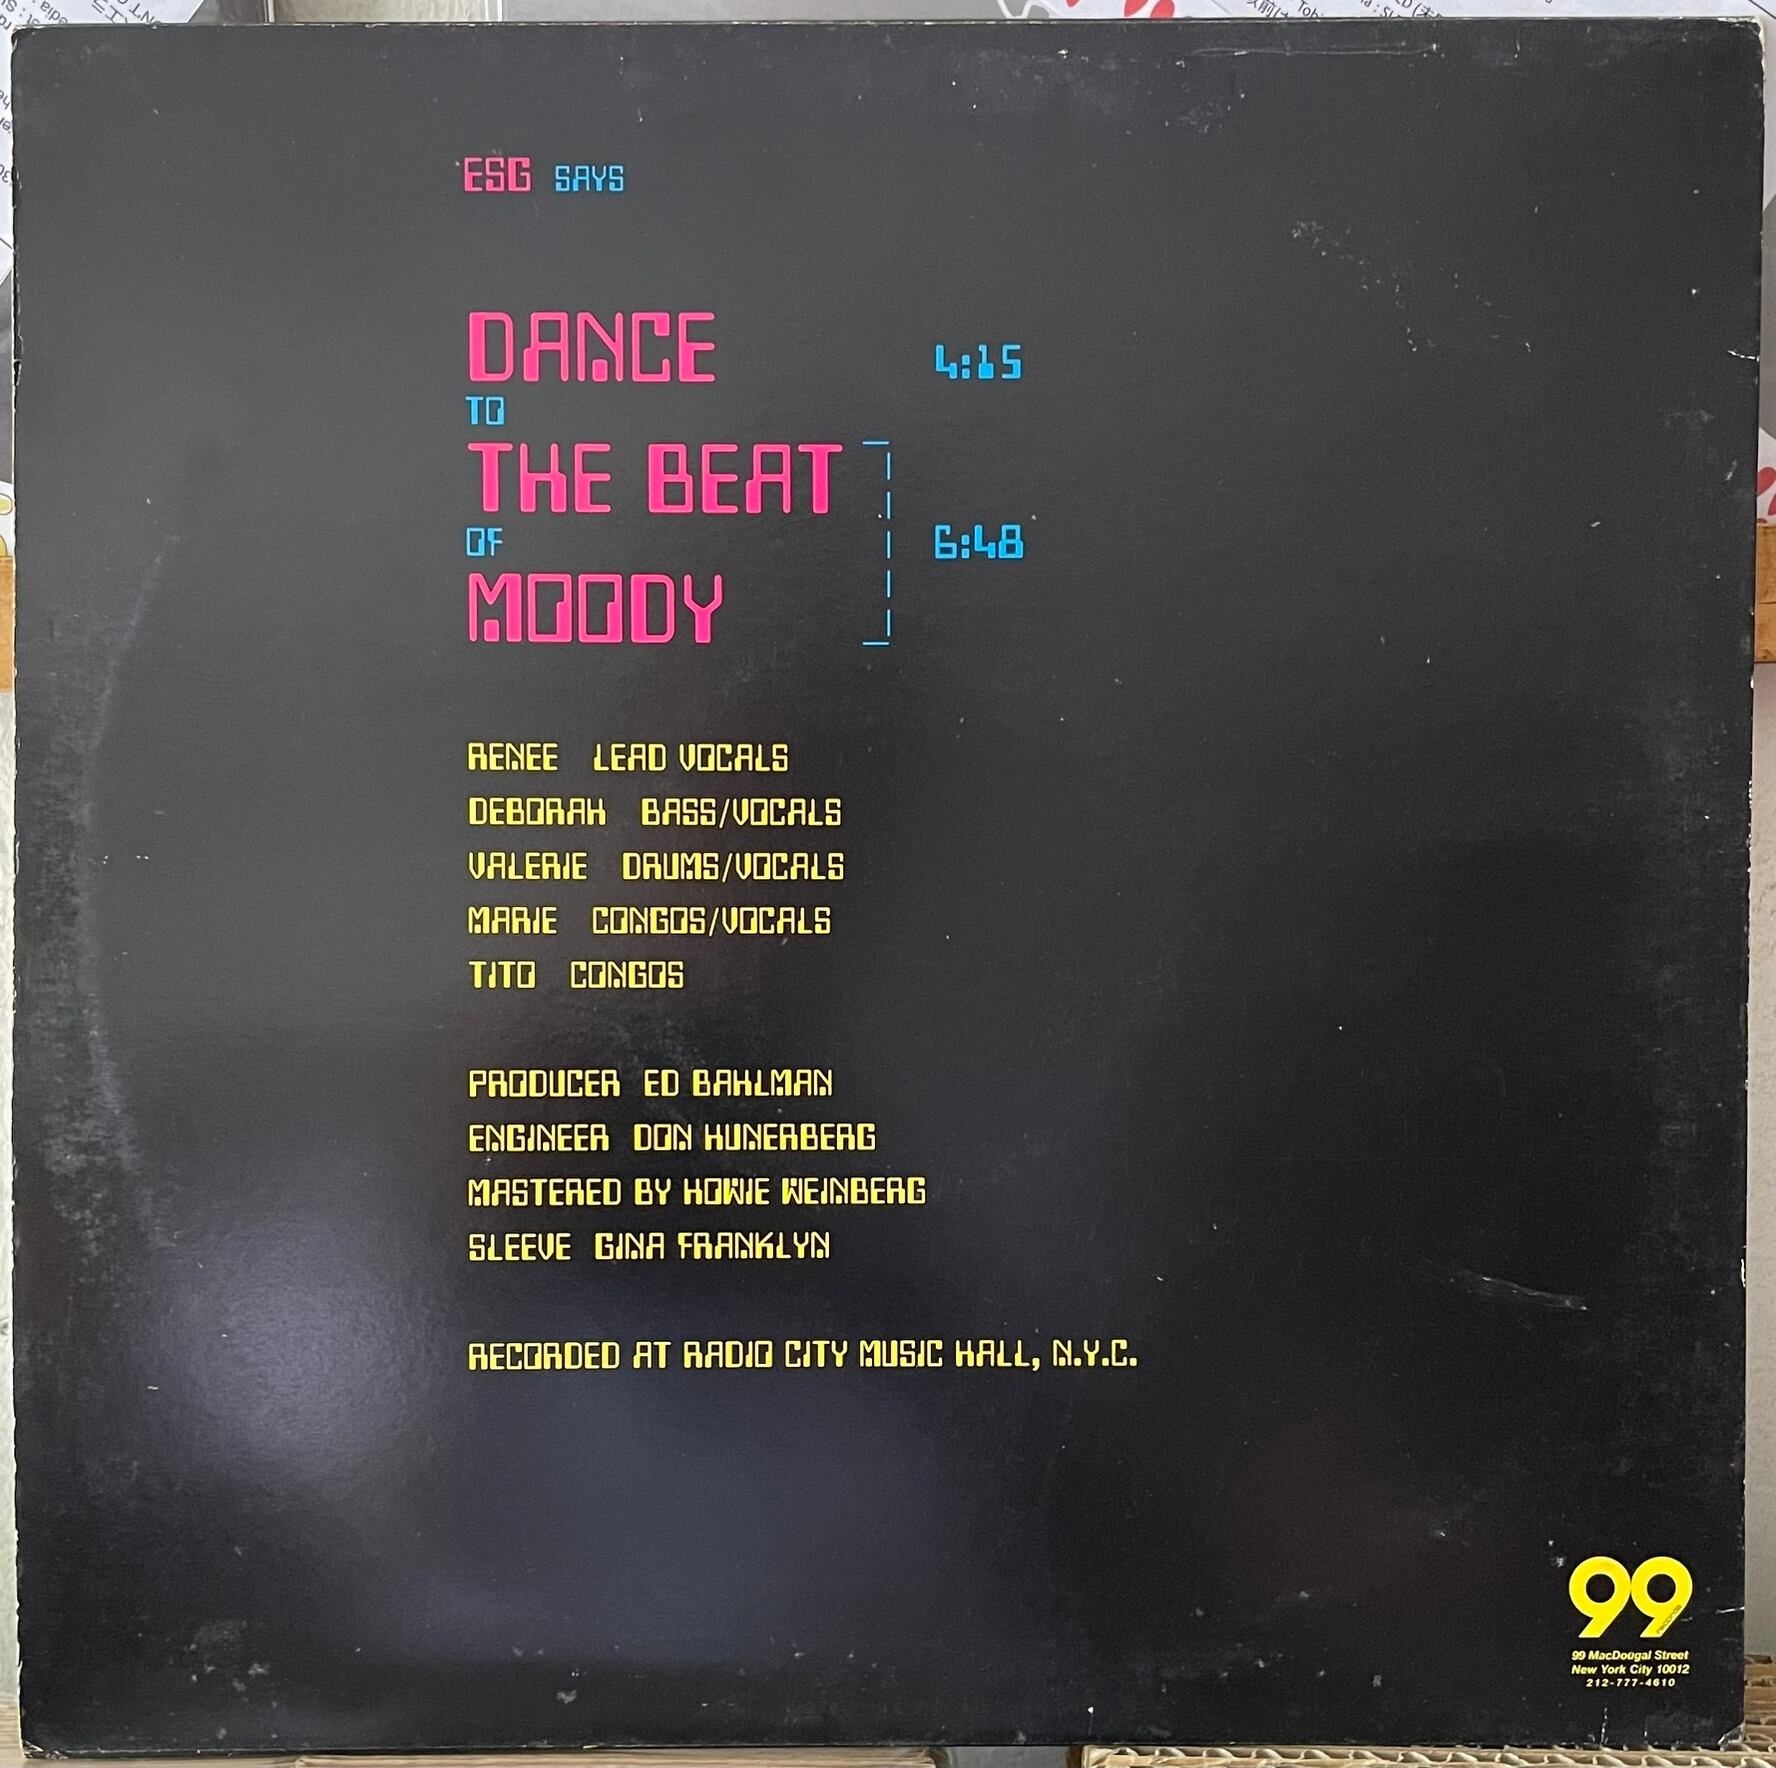 ESG SAYS
DANCE 4:15
TO
THE BEAT
OF 6:48
MOODY
RENEE LEAD VOCALS
DEBORAH BASS/VOCALS
VALERIE DRUMS/VOCALS
MARIE CONGOS/VOCALS
TITO CONGOS
PRODUCER ED BAHLMAN
ENGINEER DON HUNERBERG
MASTERED BY HOWIE WEINBERG
SLEEVE GINA FRANKLYN
RECORDED AT RADIO CITY MUSIC HALL, N.Y.C.
99
records
99 MacDougal Street
New York City 10012
212-777-4610